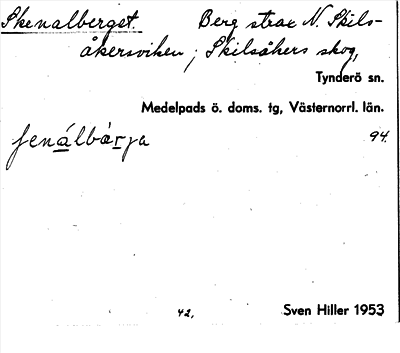 Skenalberget. Berg strax N. Skils-
åkersviken, Skilsåkers skog,
Tynderö sn.
Medelpads ö. doms. tg, Västernorrl. län.
ʃenálbàrja 94.
42. Sven Hiller 1953